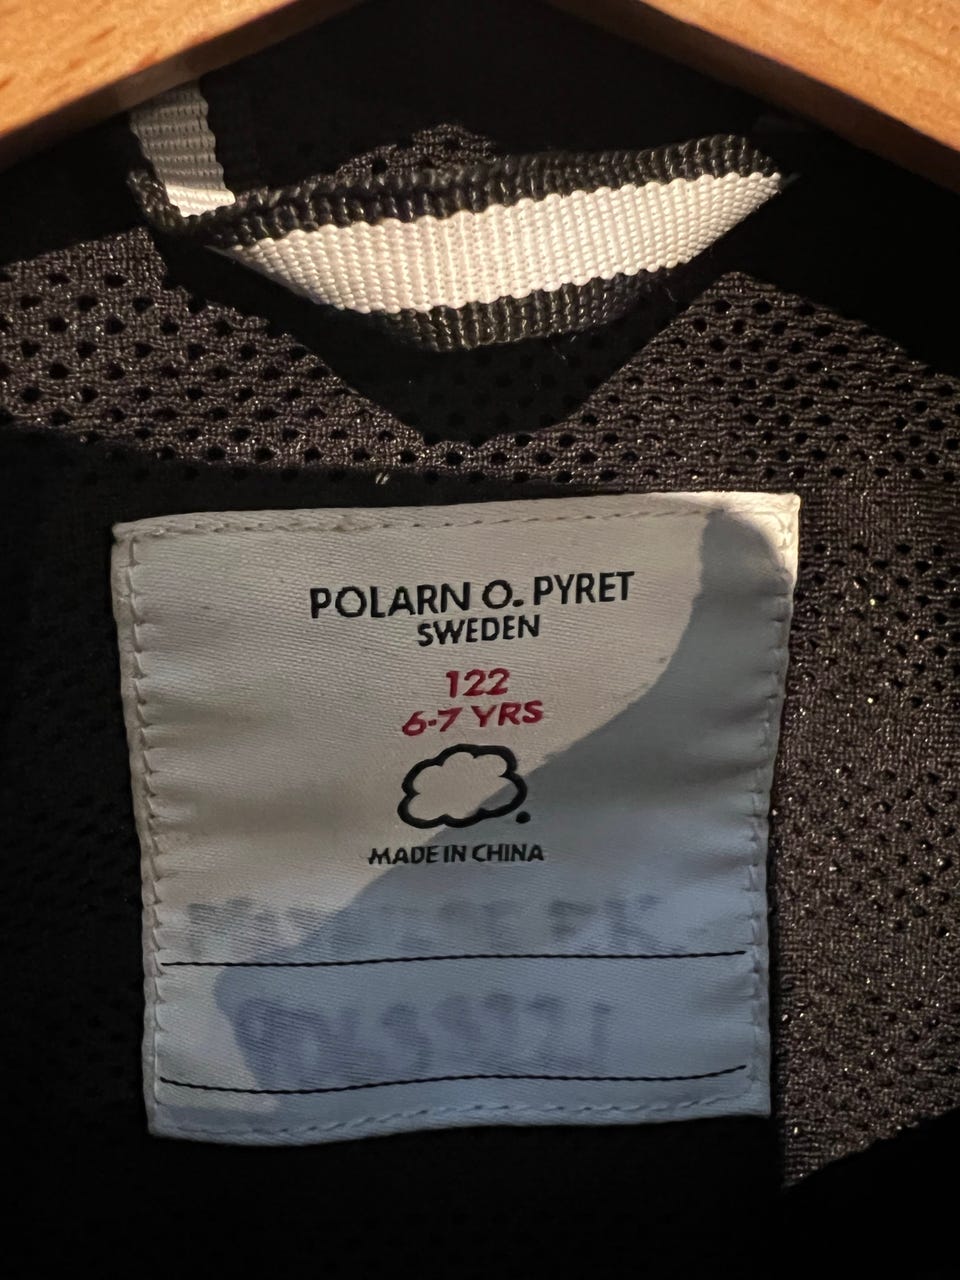 POLARN O. PYRET
SWEDEN
122
6-7 YRS
MADE IN CHINA